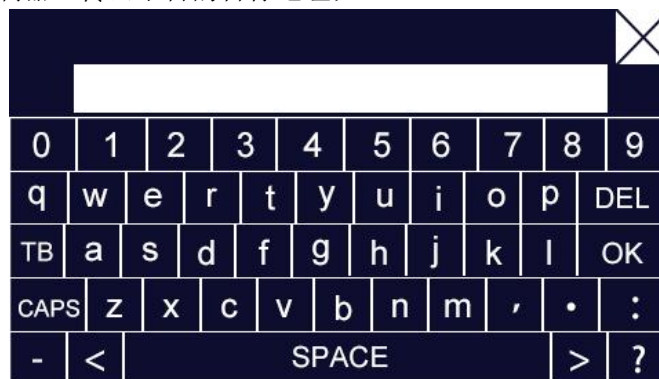 0 1 2 3 4 5 6 7 8 9
q w e r t y u i o p DEL
TB a s d f g h j k l OK
CAPS z x c v b n m , • :
- < SPACE > ?